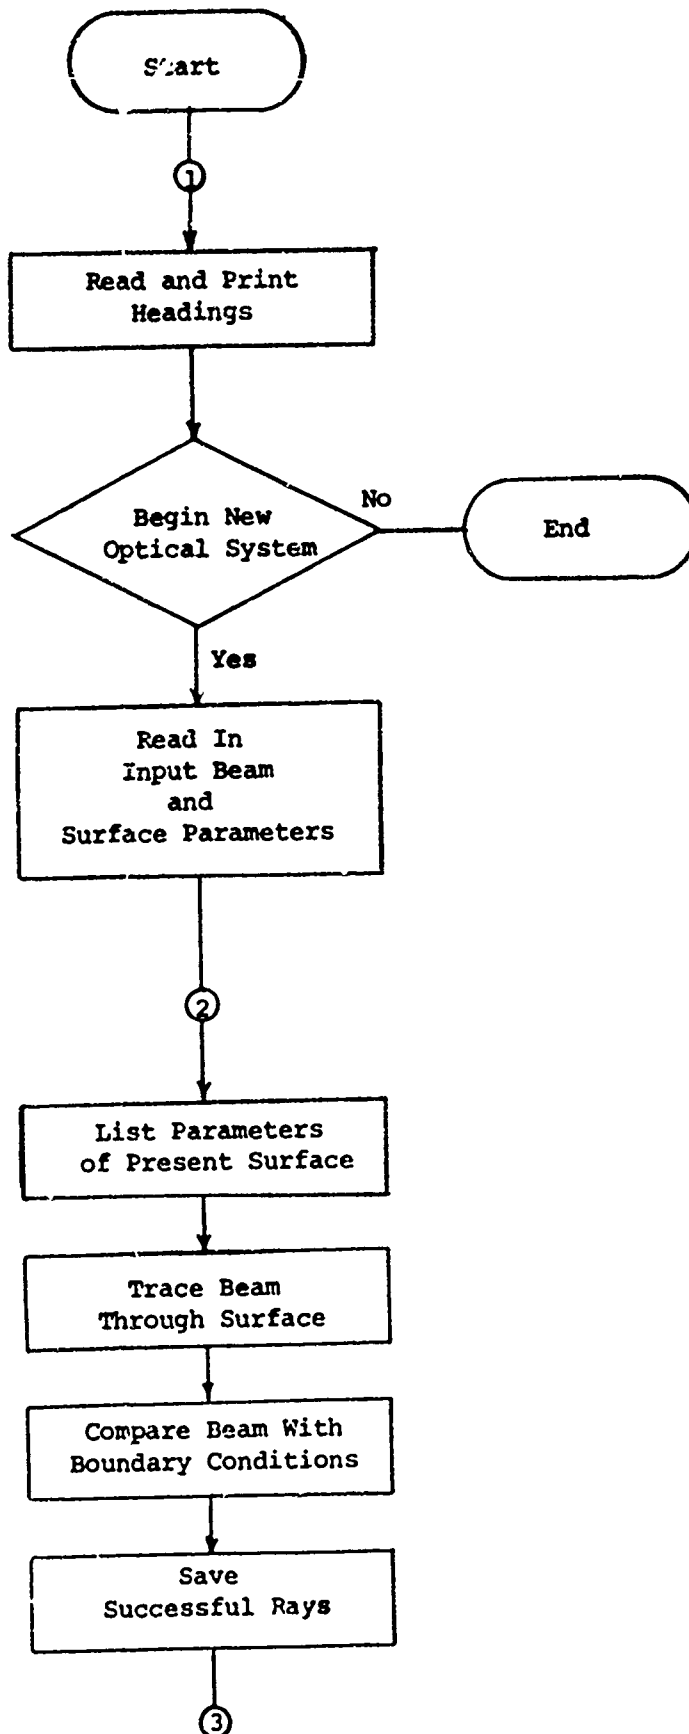 Start
1
Read and Print
Headings
Begin New
Optical System
No
End
Yes
Read In
Input Beam
and
Surface Parameters
2
List Parameters
of Present Surface
Trace Beam
Through Surface
Compare Beam With
Boundary Conditions
Save
Successful Rays
3